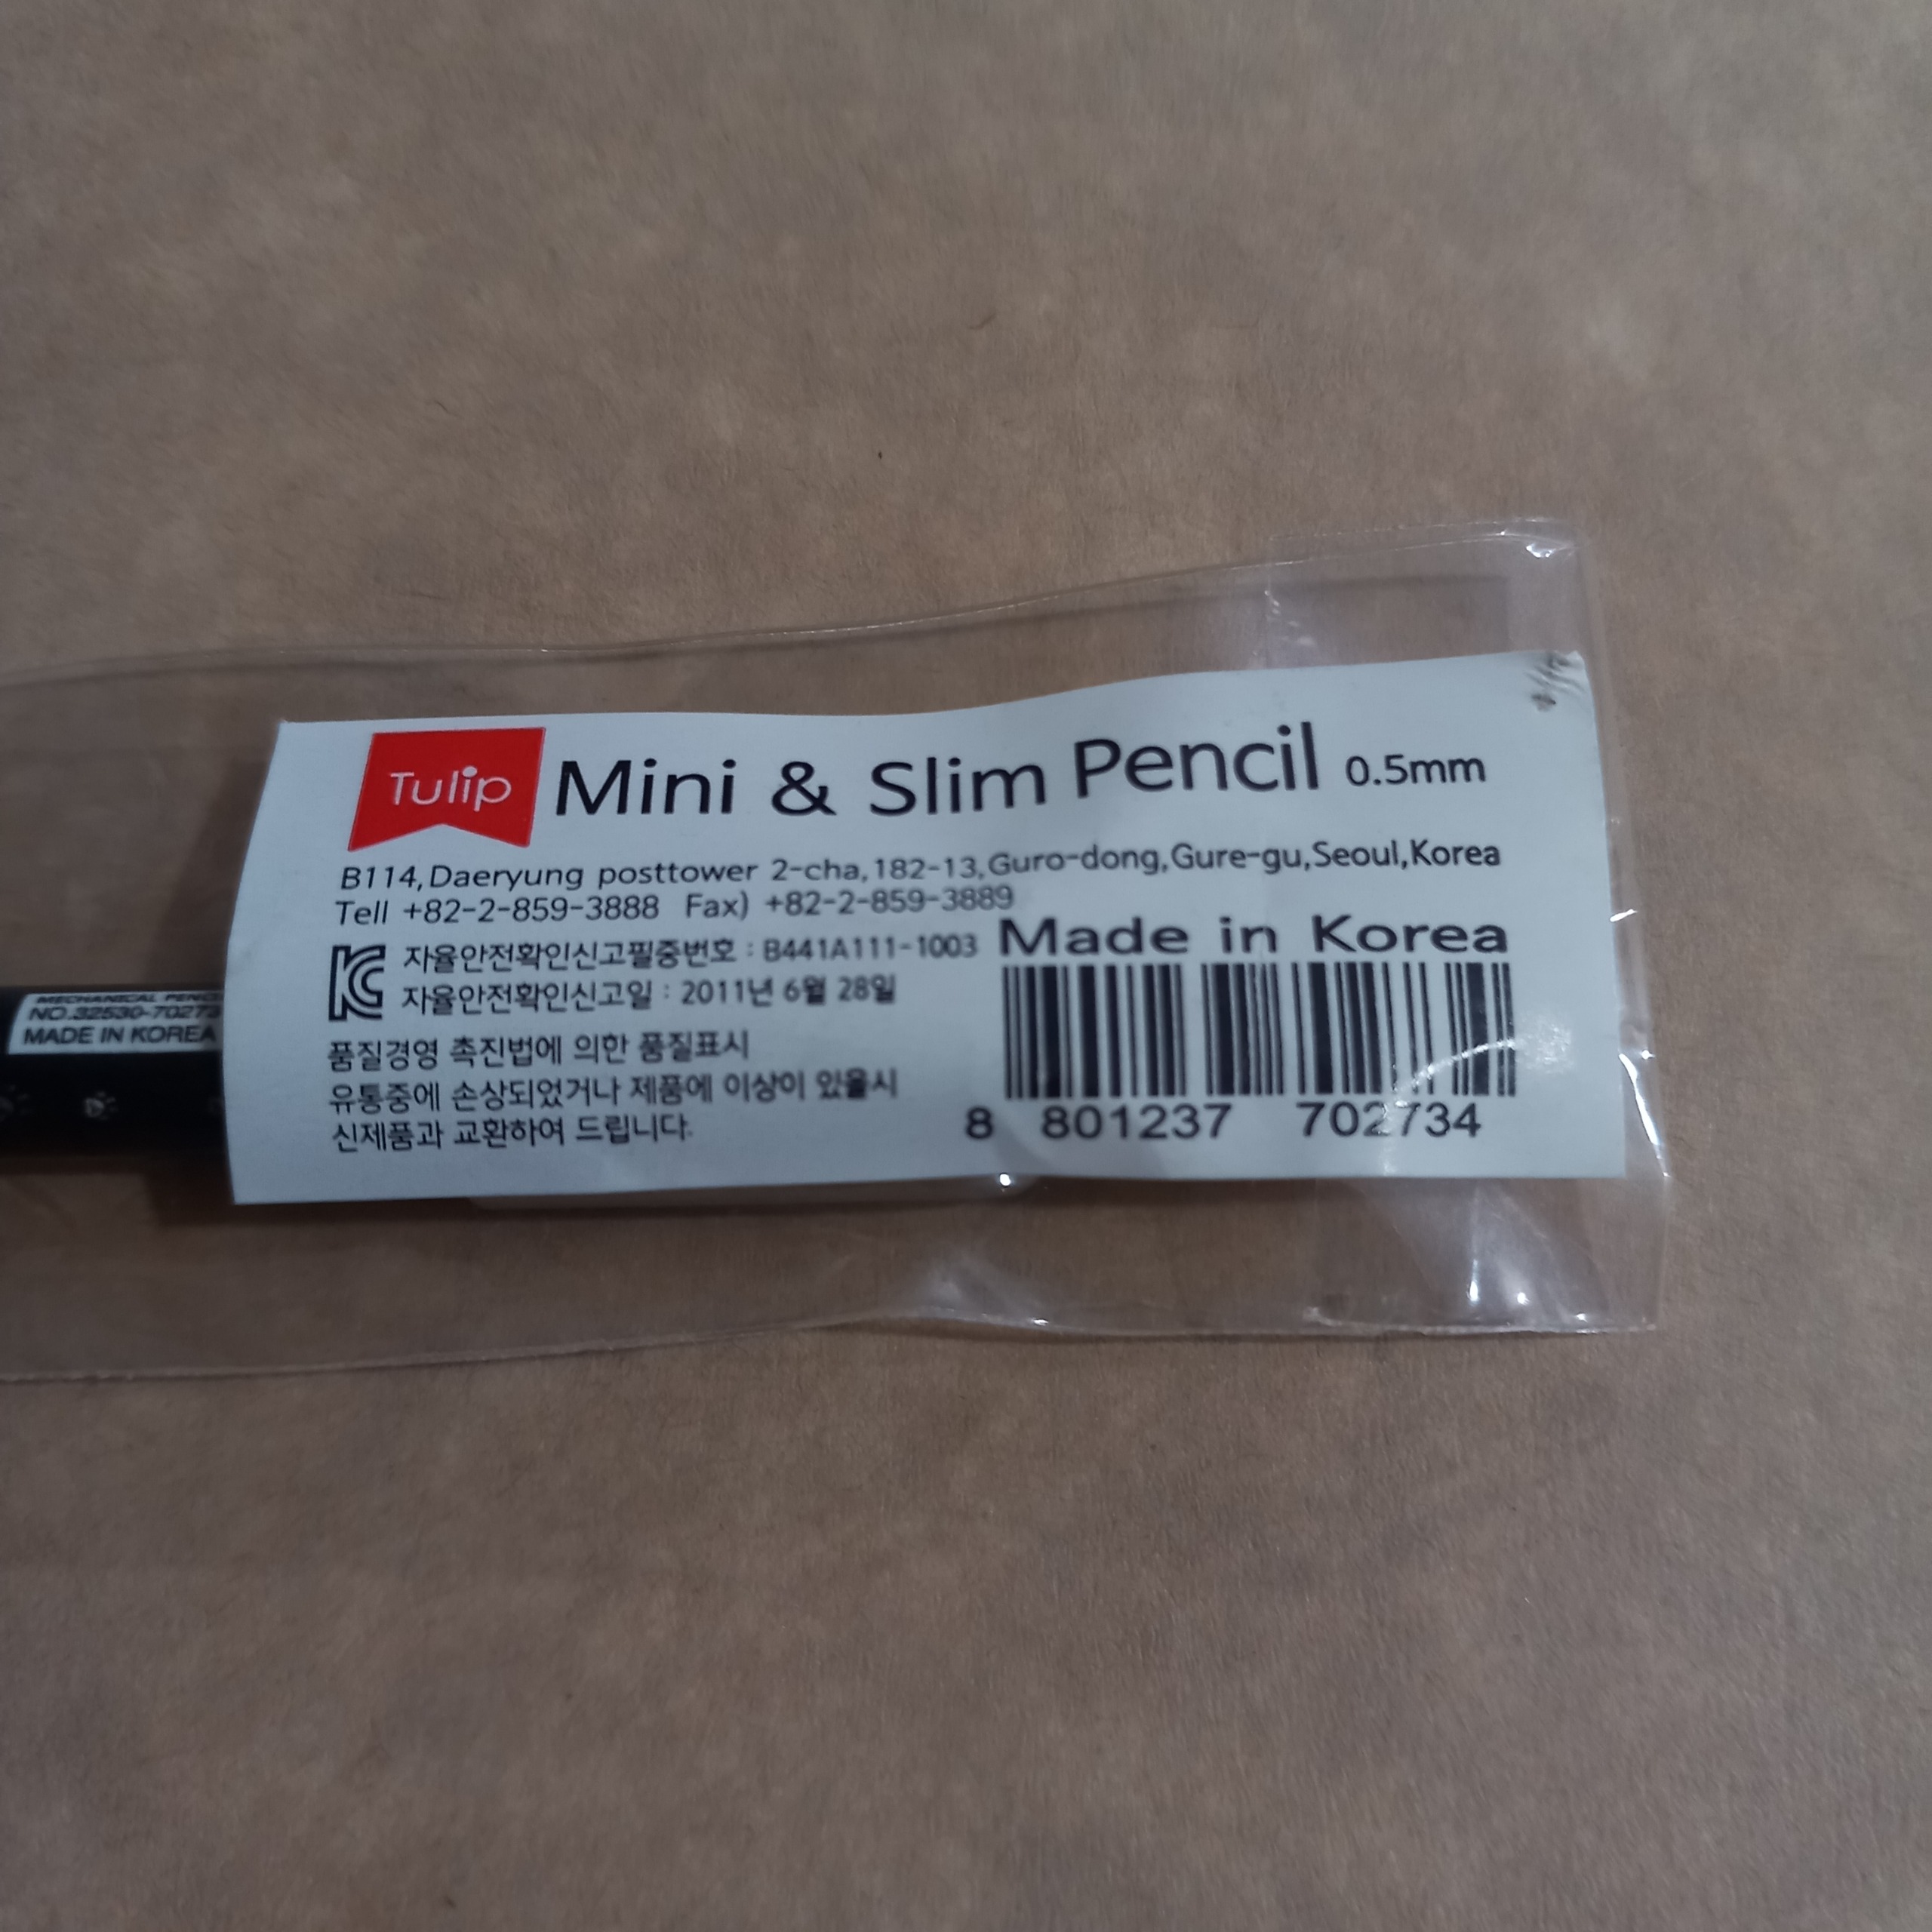 Tulip Mini & Slim Pencil 0.5mm
B114,Daeryung posttower 2-cha,182-13,Guro-dong,Gure-gu,Seoul,Korea
Tell +82-2-859-3888 Fax) +82-2-859-3889
Made in Korea
KC 자율안전확인신고필증번호 : B441A111-1003
자율안전확인신고일 : 2011년 6월 28일
품질경영 촉진법에 의한 품질표시
유통중에 손상되었거나 제품에 이상이 있을시
신제품과 교환하여 드립니다.
8 801237 702734
MECHANICAL PENCI
NO.32530-70273
MADE IN KOREA